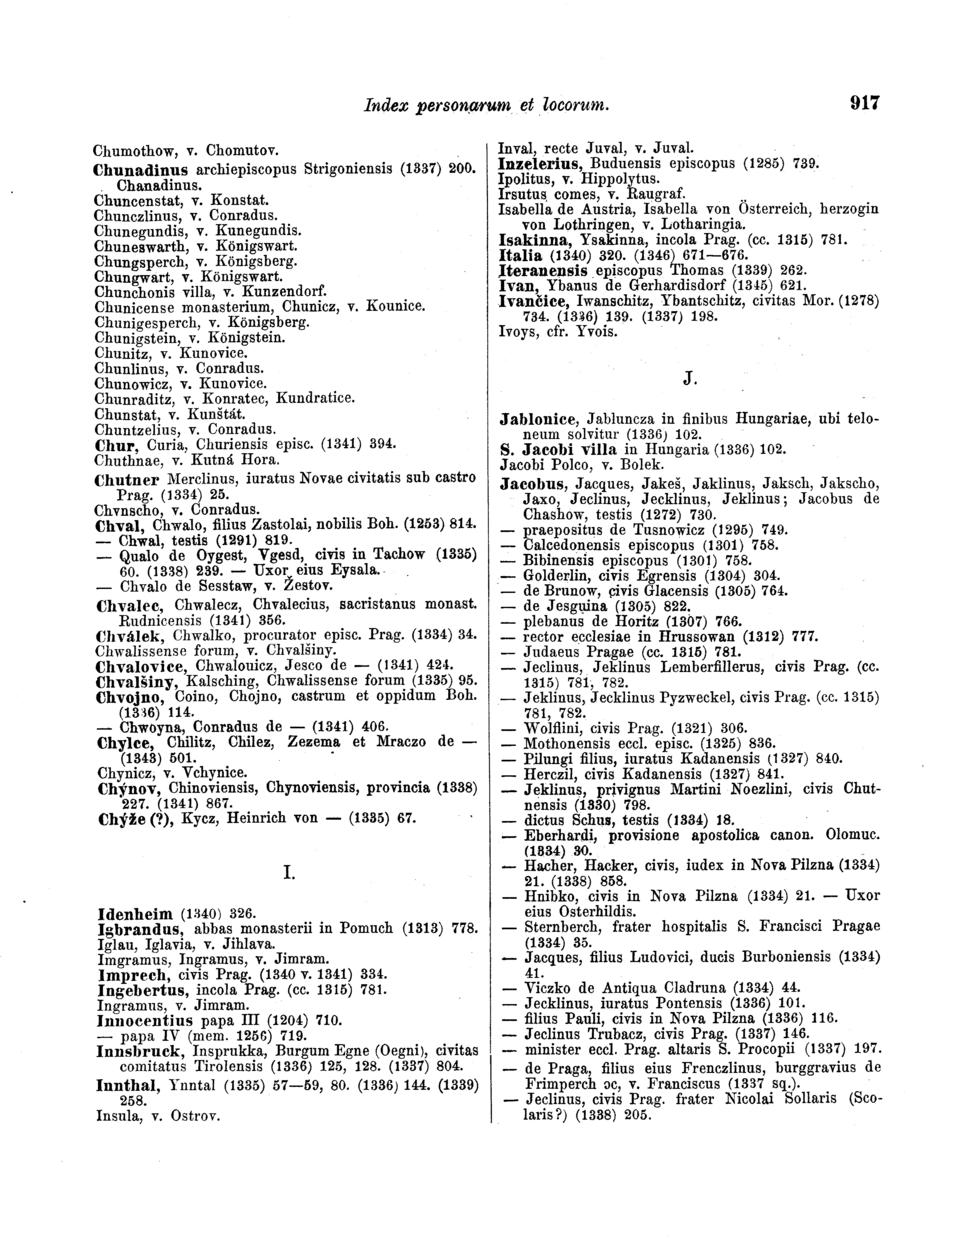 Index personarum et locorum.
917
Chumothow, v. Chomutov.
Chunadinus archiepiscopus Strigoniensis (1337) 200.
Chanadinus.
Chuncenstat, v. Konstat.
Chunczlinus, v. Conradus.
Chunegundis, v. Kunegundis.
Chuneswarth, v. Königswart.
Chungsperch, v. Königsberg.
Chungwart, v. Königswart.
Chunchonis villa, v. Kunzendorf.
Chunicense monasterium, Chunicz, v. Kounice.
Chunigesperch, v. Königsberg.
Chunigstein, v. Königstein.
Chunitz, v. Kunovice.
Chunlinus, v. Conradus.
Chunowicz, v. Kunovice.
Chunraditz, v. Konratec, Kundratice.
Chunstat, v. Kunštát.
Chuntzelius, v. Conradus.
Chur, Curia, Churiensis episc. (1341) 394.
Chuthnae, v. Kutná Hora.
Chutner Merclinus, iuratus Novae civitatis sub castro
Prag. (1334) 25.
Chvnscho, v. Conradus.
Chval, Chwalo, filius Zastolai, nobilis Boh. (1253) 814.
— Chwal, testis (1291) 819.
— Qualo de Oygest, Vgesd, civis in Tachow (1335)
60. (1338) 239. — Uxor eius Eysala.
— Chvalo de Sesstaw, v. Žestov.
Chvalec, Chwalecz, Chvalecius, sacristanus monast.
Rudnicensis (1341) 356.
Chválek, Chwalko, procurator episc. Prag. (1334) 34.
Chwalissense forum, v. Chvalšiny.
Chvalovice, Chwalouicz, Jesco de — (1341) 424.
Chvalšiny, Kalsching, Chwalissense forum (1335) 95.
Chvojno, Coino, Chojno, castrum et oppidum Boh.
(1336) 114.
— Chwoyna, Conradus de — (1341) 406.
Chylce, Chilitz, Chilez, Zezema et Mraczo de —
(1343) 501.
Chynicz, v. Vchynice.
Chýnov, Chinoviensis, Chynoviensis, provincia (1338)
227. (1341) 867.
Chýže (?), Kycz, Heinrich von — (1335) 67.
I.
Idenheim (1340) 326.
Igbrandus, abbas monasterii in Pomuch (1313) 778.
Iglau, Iglavia, v. Jihlava.
Imgramus, Ingramus, v. Jimram.
Imprech, civis Prag. (1340 v. 1341) 334.
Ingebertus, incola Prag. (cc. 1315) 781.
Ingramus, v. Jimram.
Innocentius papa III (1204) 710.
— papa IV (mem. 1256) 719.
Innsbruck, Insprukka, Burgum Egne (Oegni), civitas
comitatus Tirolensis (1336) 125, 128. (1337) 804.
Innthal, Ynntal (1335) 57—59, 80. (1336) 144. (1339)
258.
Insula, v. Ostrov.
Inval, recte Juval, v. Juval.
Inzelerius, Buduensis episcopus (1285) 739.
Ipolitus, v. Hippolytus.
Irsutus comes, v. Raugraf.
Isabella de Austria, Isabella von Österreich, herzogin
von Lothringen, v. Lotharingia.
Isakinna, Ysakinna, incola Prag. (cc. 1315) 781.
Italia (1340) 320. (1346) 671—676.
Iteranensis episcopus Thomas (1339) 262.
Ivan, Ybanus de Gerhardisdorf (1345) 621.
Ivančice, Iwanschitz, Ybantschitz, civitas Mor. (1278)
734. (1336) 139. (1337) 198.
Ivoys, cfr. Yvois.
J.
Jablonice, Jabluncza in finibus Hungariae, ubi telo-
neum solvitur (1336) 102.
S. Jacobi villa in Hungaria (1336) 102.
Jacobi Polco, v. Bolek.
Jacobus, Jacques, Jakeš, Jaklinus, Jaksch, Jakscho,
Jaxo, Jeclinus, Jecklinus, Jeklinus; Jacobus de
Chashow, testis (1272) 730.
— praepositus de Tusnowicz (1295) 749.
— Calcedonensis episcopus (1301) 758.
— Bibinensis episcopus (1301) 758.
— Golderlin, civis Egrensis (1304) 304.
— de Brunow, civis Glacensis (1305) 764.
— de Jesguina (1305) 822.
— plebanus de Horitz (1307) 766.
— rector ecclesiae in Hrussowan (1312) 777.
— Judaeus Pragae (cc. 1315) 781.
— Jeclinus, Jeklinus Lemberfillerus, civis Prag. (cc.
1315) 781, 782.
— Jeklinus, Jecklinus Pyzweckel, civis Prag. (cc. 1315)
781, 782.
— Wolflini, civis Prag. (1321) 306.
— Mothonensis eccl. episc. (1325) 836.
— Pilungi filius, iuratus Kadanensis (1327) 840.
— Herczil, civis Kadanensis (1327) 841.
— Jeklinus, privignus Martini Noezlini, civis Chut-
nensis (1330) 798.
— dictus Schus, testis (1334) 18.
— Eberhardi, provisione apostolica canon. Olomuc.
(1334) 30.
— Hacher, Hacker, civis, iudex in Nova Pilzna (1334)
21. (1338) 858.
— Hnibko, civis in Nova Pilzna (1334) 21. — Uxor
eius Osterhildis.
— Sternberch, frater hospitalis S. Francisci Pragae
(1334) 35.
— Jacques, filius Ludovici, ducis Burboniensis (1334)
41.
— Viczko de Antiqua Cladruna (1334) 44.
— Jecklinus, iuratus Pontensis (1336) 101.
— filius Pauli, civis in Nova Pilzna (1336) 116.
— Jeclinus Trubacz, civis Prag. (1337) 146.
— minister eccl. Prag. altaris S. Procopii (1337) 197.
— de Praga, filius eius Frenczlinus, burggravius de
Frimperch oc, v. Franciscus (1337 sq.).
— Jeclinus, civis Prag. frater Nicolai Sollaris (Sco-
laris?) (1338) 205.